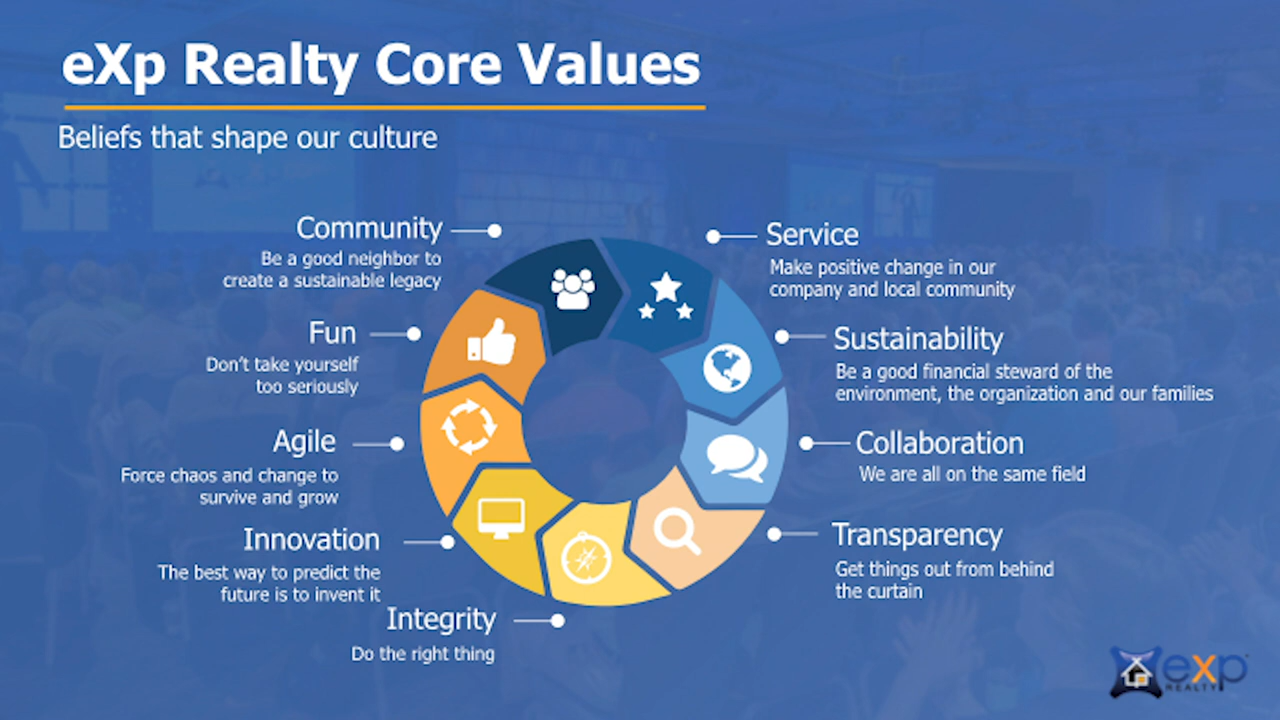 eXp Realty Core Values
Beliefs that shape our culture
Community
Be a good neighbor to
create a sustainable legacy
Service
Make positive change in our
company and local community
Fun
Don't take yourself
too seriously
Sustainability
Be a good financial steward of the
environment, the organization and our families
Agile
Force chaos and change to
survive and grow
Collaboration
We are all on the same field
Innovation
The best way to predict the
future is to invent it
Transparency
Get things out from behind
the curtain
Integrity
Do the right thing
exp
REALTY